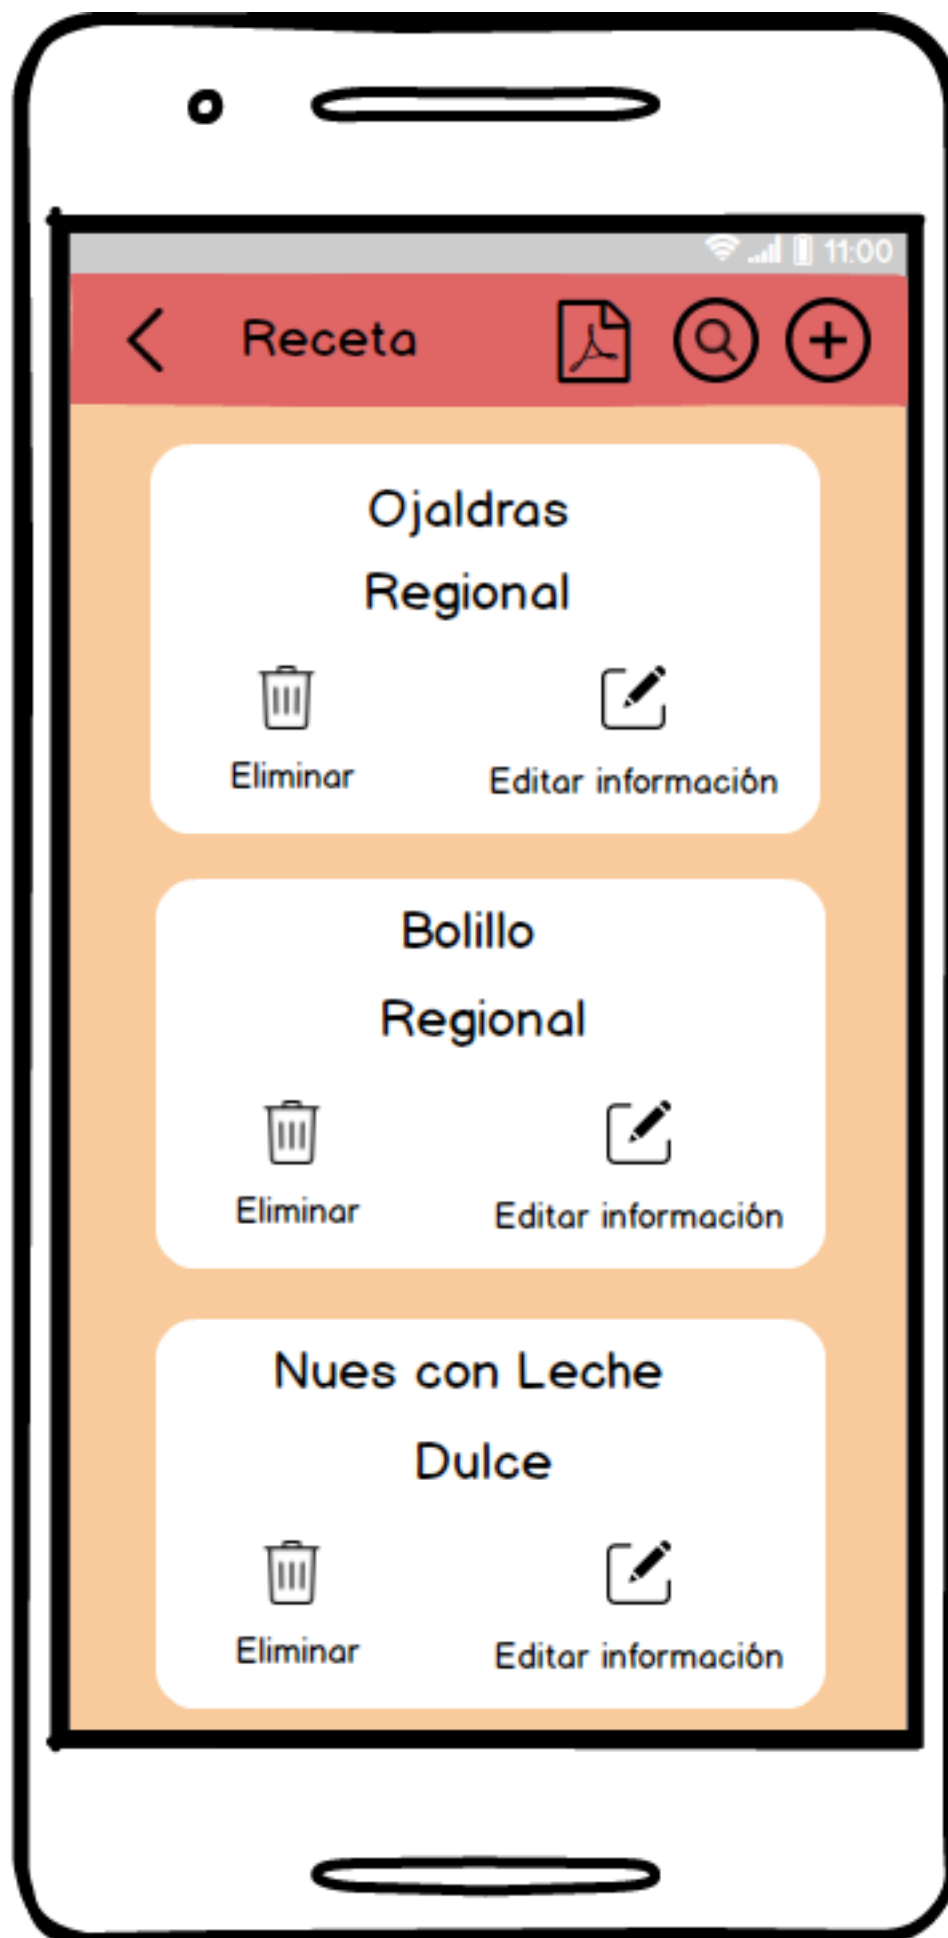 11:00
Receta
Ojaldras
Regional
Eliminar
Editar información
Bolillo
Regional
Eliminar
Editar información
Nues con Leche
Dulce
Eliminar
Editar información